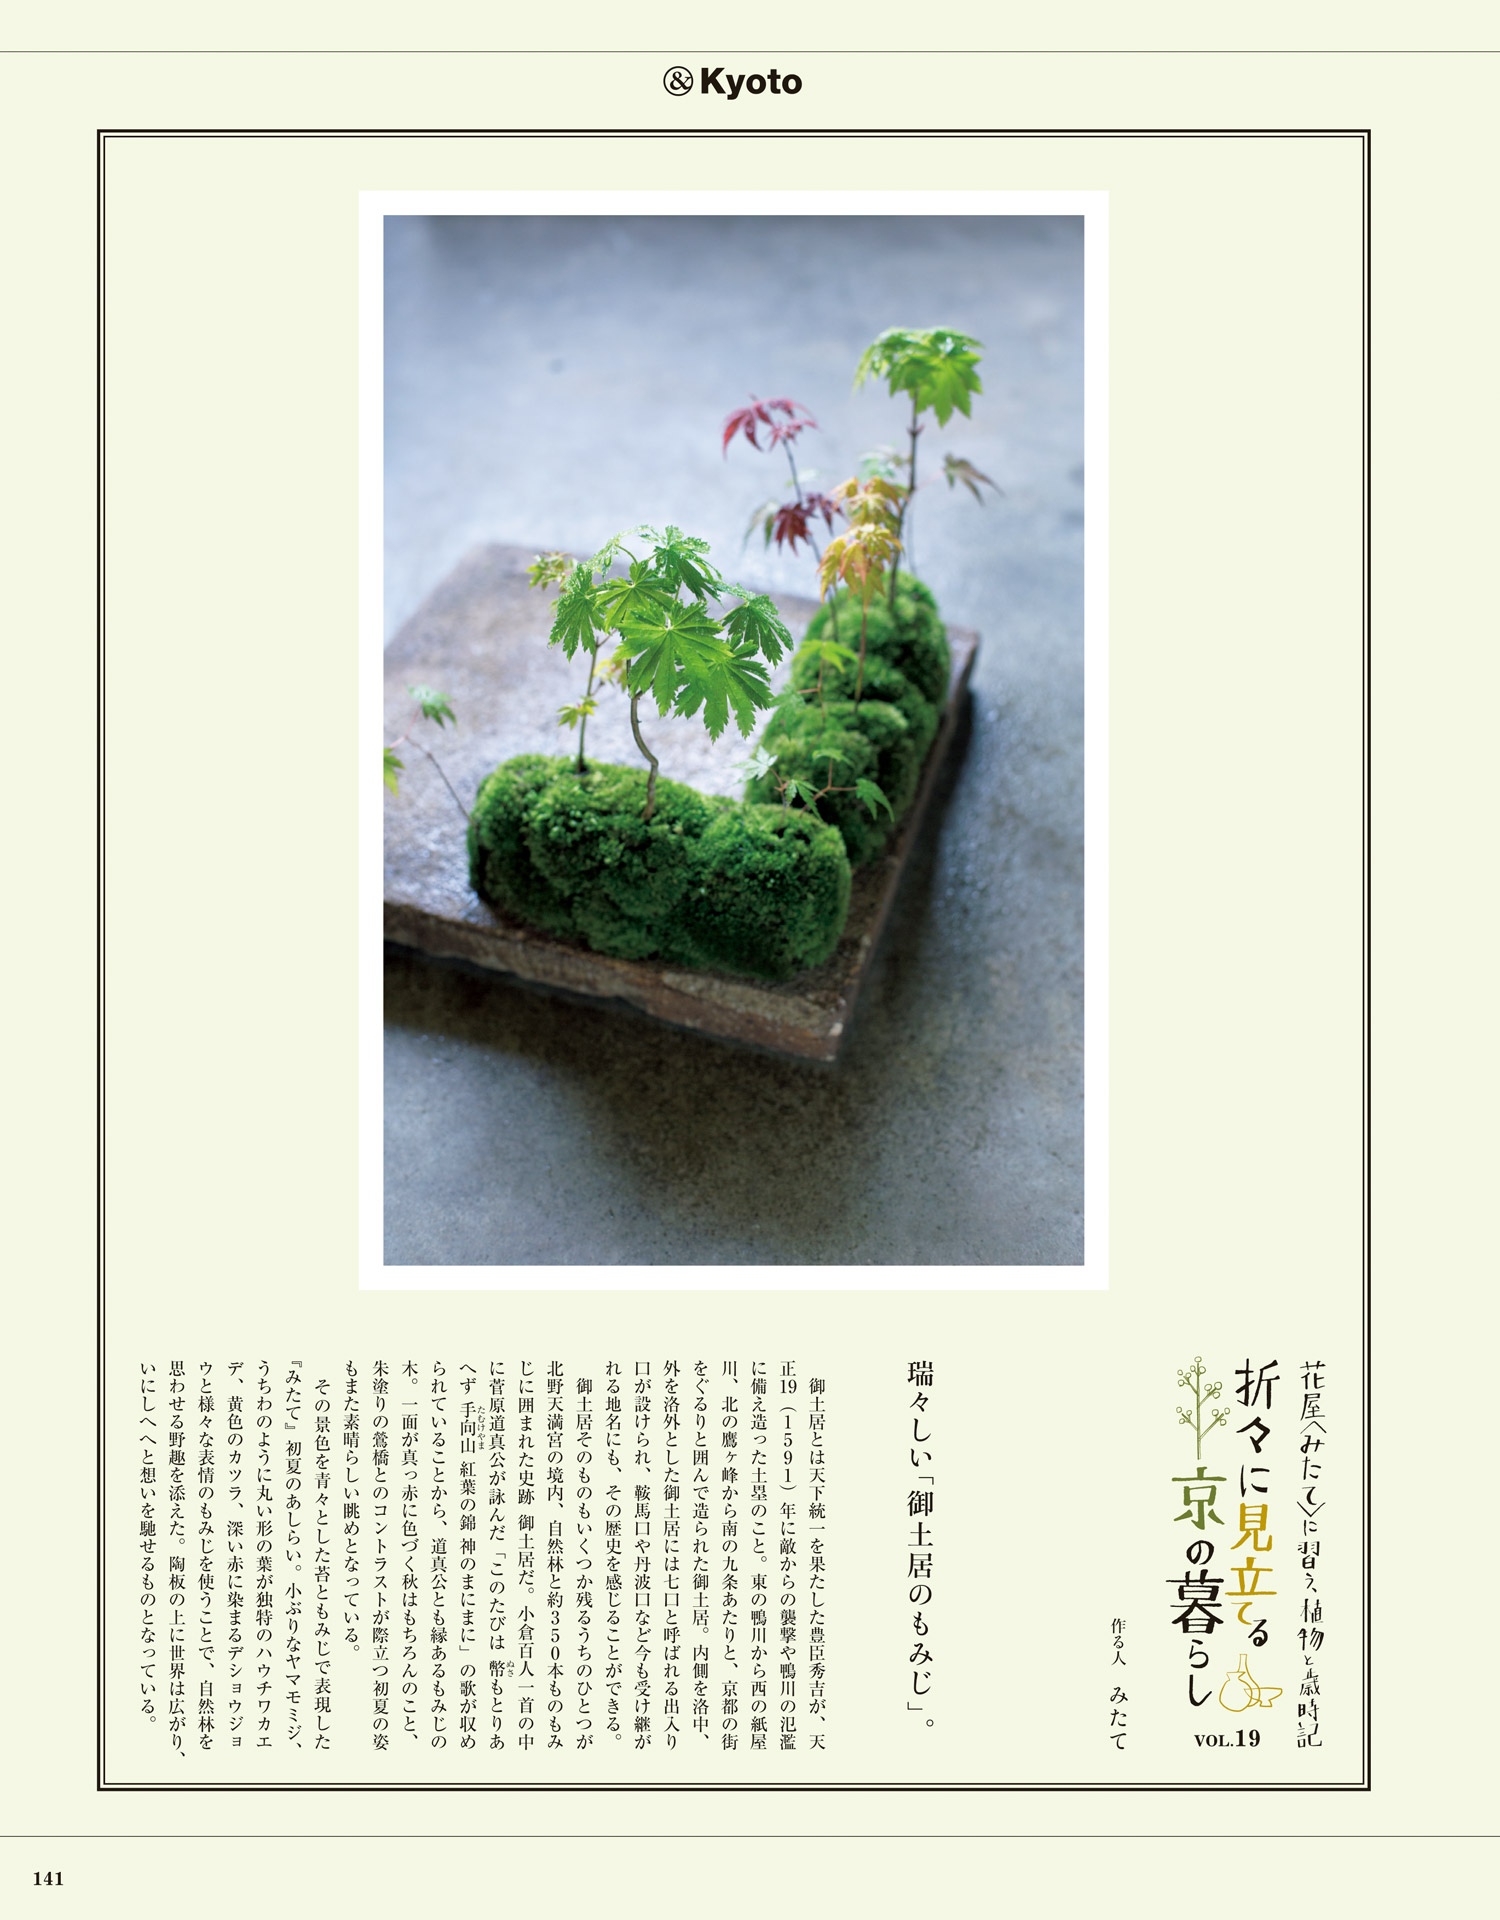 & Kyoto
花屋〈みたて〉に習う、植物と歳時記
折々に見立てる
京の暮らし
VOL.19
作る人 みたて
瑞々しい「御土居のもみじ」。
御土居とは天下統一を果たした豊臣秀吉が、天
正19（1591）年に敵からの襲撃や鴨川の氾濫
に備え造った土塁のこと。東の鴨川から西の紙屋
川、北の鷹ヶ峰から南の九条あたりと、京都の街
をぐるりと囲んで造られた御土居。内側を洛中、
外を洛外とした御土居には七口と呼ばれる出入り
口が設けられ、鞍馬口や丹波口など今も受け継が
れる地名にも、その歴史を感じることができる。
御土居そのものもいくつか残るうちのひとつが
北野天満宮の境内、自然林と約350本ものもみ
じに囲まれた史跡 御土居だ。小倉百人一首の中
に菅原道真公が詠んだ「このたびは 幣もとりあ
へず 手向山 紅葉の錦 神のまにまに」の歌が収め
られていることから、道真公とも縁あるもみじの
木。一面が真っ赤に色づく秋はもちろんのこと、
朱塗りの鶯橋とのコントラストが際立つ初夏の姿
もまた素晴らしい眺めとなっている。
その景色を青々とした苔ともみじで表現した
『みたて』初夏のあしらい。小ぶりなヤマモミジ、
うちわのように丸い形の葉が独特のハウチワカエ
デ、黄色のカツラ、深い赤に染まるデショウジョ
ウと様々な表情のもみじを使うことで、自然林を
思わせる野趣を添えた。陶板の上に世界は広がり、
いにしへへと想いを馳せるものとなっている。
ぬさ
たむけやま
141